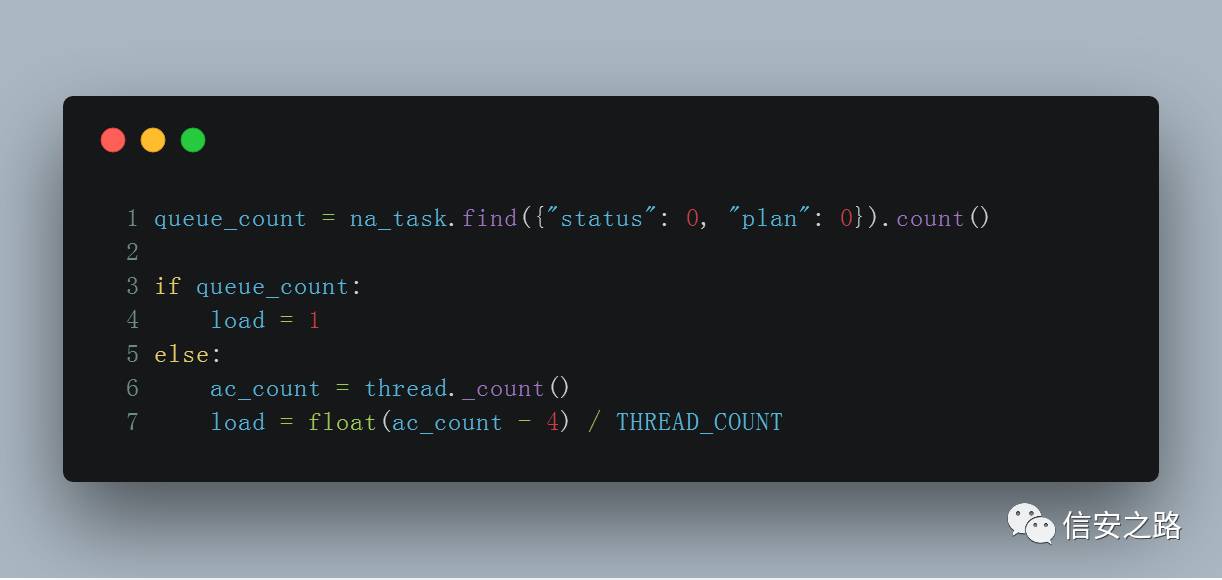 1 queue_count = na_task.find({"status": 0, "plan": 0}).count()
2
3 if queue_count:
4     load = 1
5 else:
6     ac_count = thread._count()
7     load = float(ac_count - 4) / THREAD_COUNT
信安之路